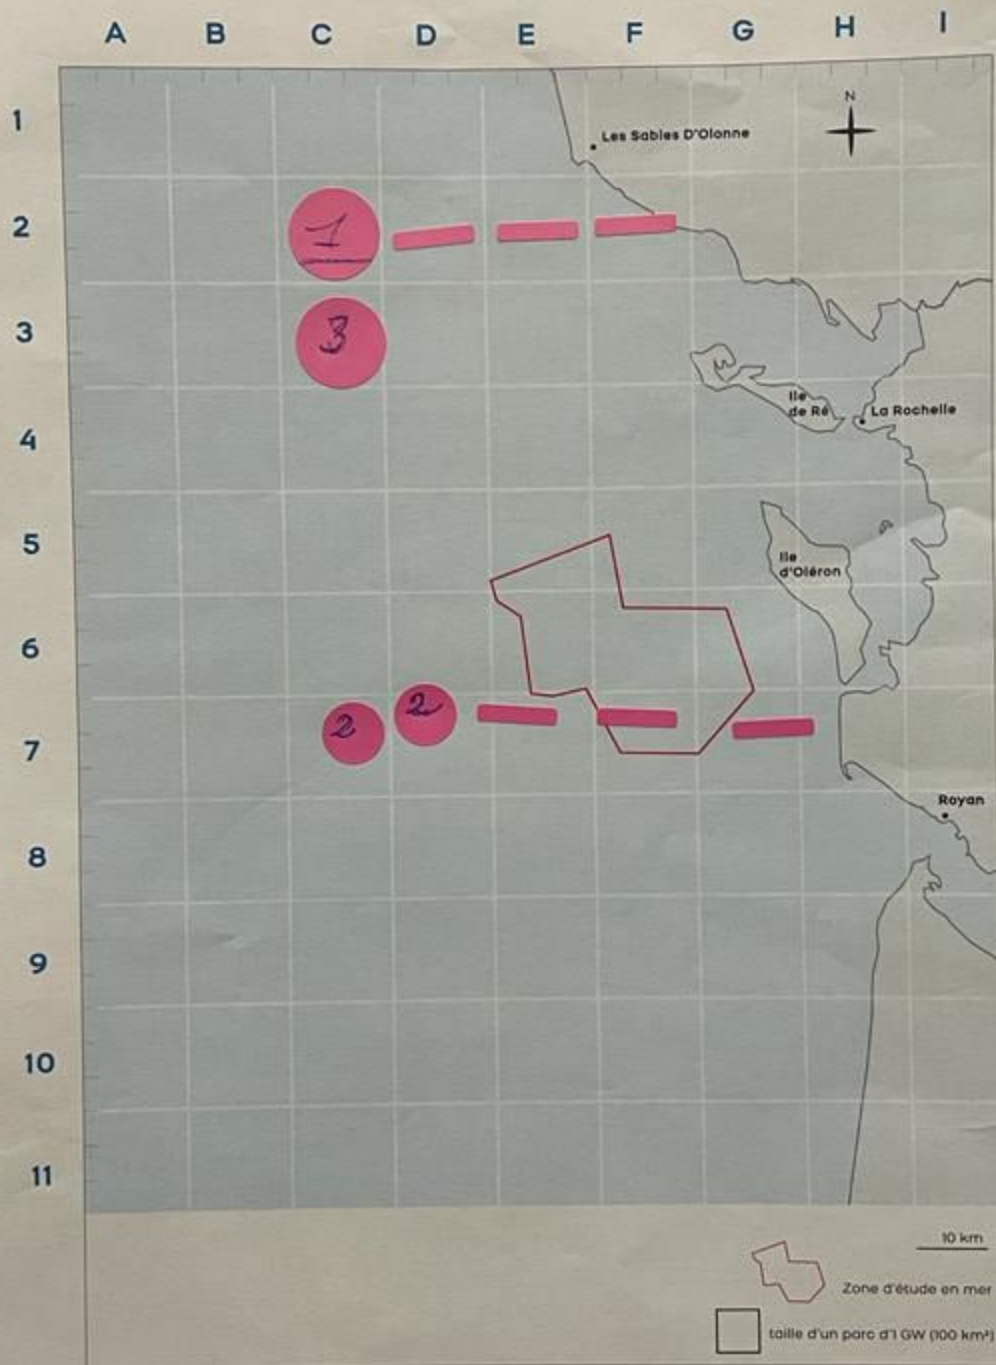 A B C D E F G H I
1
N
Les Sables D'Olonne
2
1
3
3
Ile
de Ré
La Rochelle
4
5
Ile
d'Oléron
6
2
2
7
Royan
8
9
10
11
10 km
Zone d'étude en mer
taille d'un parc d'1 GW (100 km²)